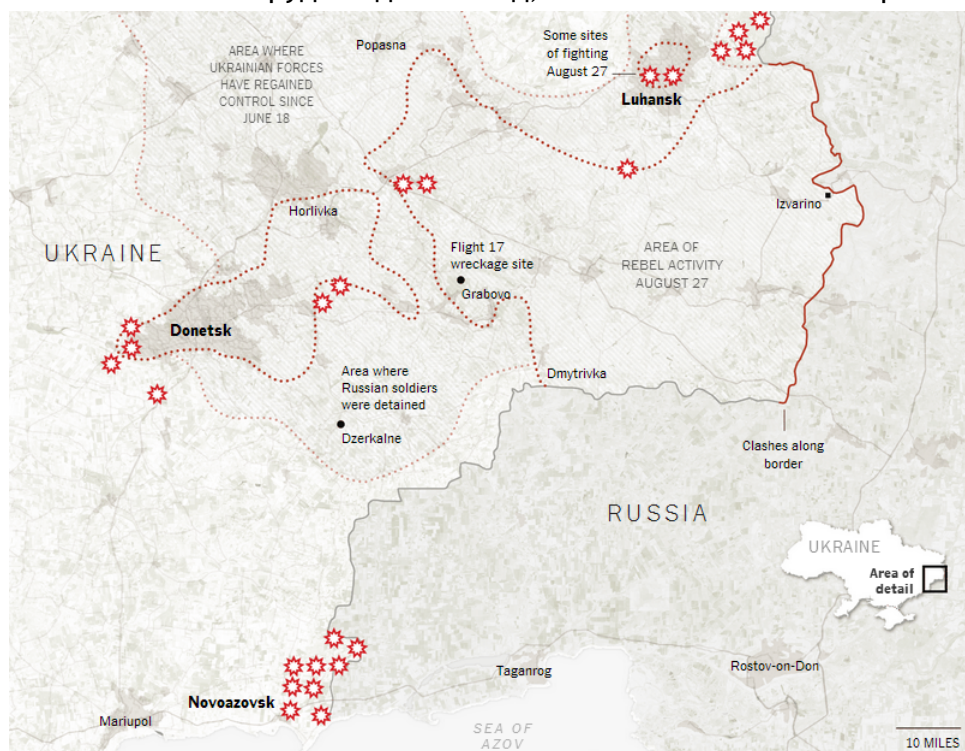 Popasna
Some sites
of fighting
August 27
AREA WHERE
UKRAINIAN FORCES
HAVE REGAINED
CONTROL SINCE
JUNE 18
Luhansk
Izvarino
Horlivka
UKRAINE
Flight 17
wreckage site
Grabovo
AREA OF
REBEL ACTIVITY
AUGUST 27
Donetsk
Area where
Russian soldiers
were detained
Dzerkalne
Dmytrivka
Clashes along
border
RUSSIA
UKRAINE
Area of
detail
Taganrog
Rostov-on-Don
Novoazovsk
Mariupol
SEA OF
AZOV
10 MILES